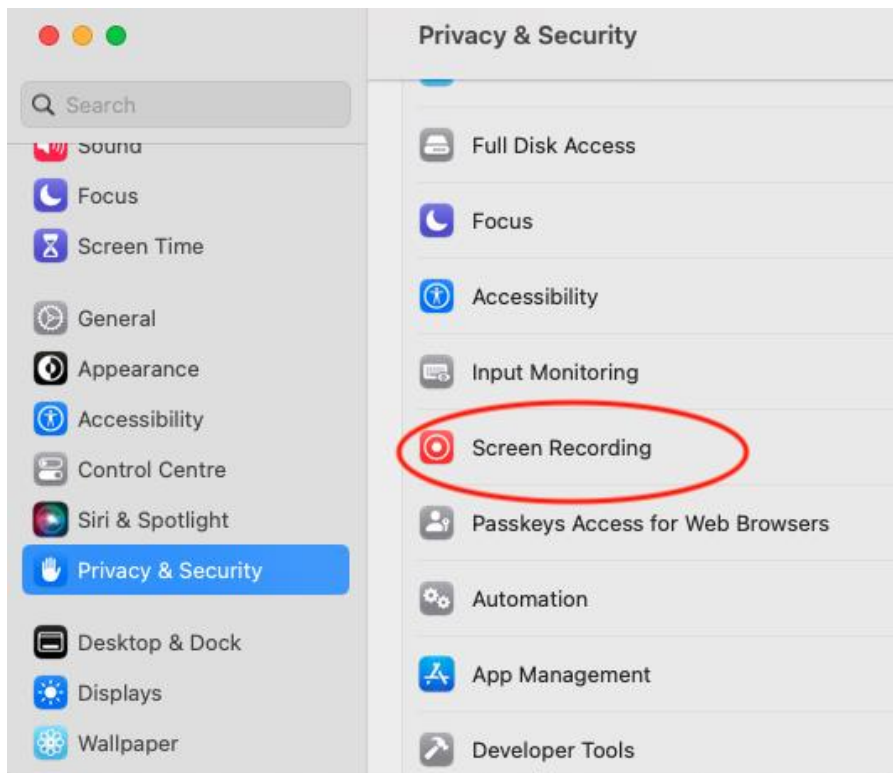 Privacy & Security
Search
Sound
Focus
Screen Time
General
Appearance
Accessibility
Control Centre
Siri & Spotlight
Privacy & Security
Desktop & Dock
Displays
Wallpaper
Full Disk Access
Focus
Accessibility
Input Monitoring
Screen Recording
Passkeys Access for Web Browsers
Automation
App Management
Developer Tools